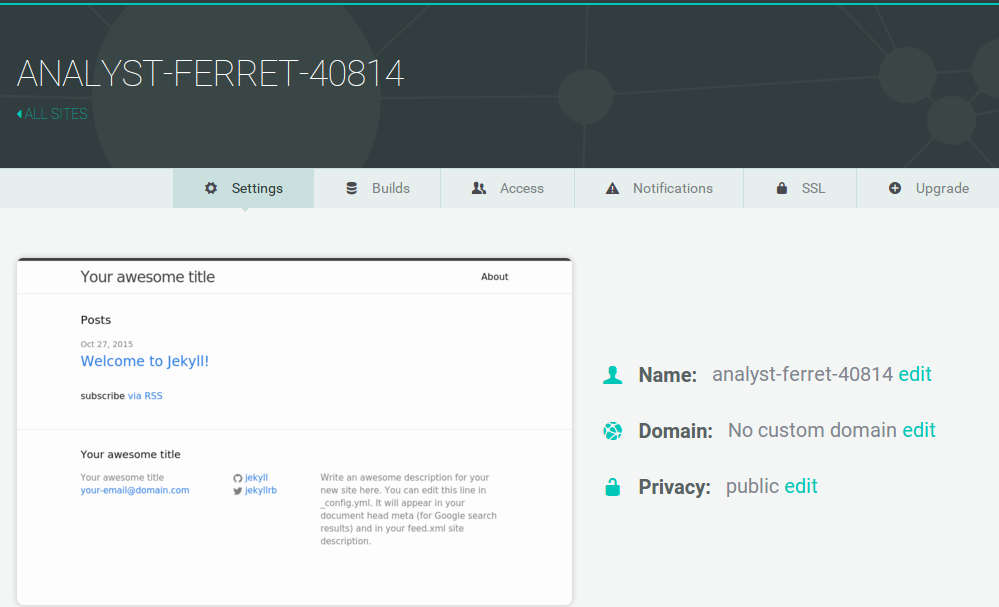 ANALYST-FERRET-40814
ALL SITES
Settings
Builds
Access
Notifications
SSL
Upgrade
Your awesome title
About
Posts
Oct 27, 2015
Welcome to Jekyll!
subscribe via RSS
Your awesome title
Your awesome title
your-email@domain.com
jekyll
jekyllrb
Write an awesome description for your
new site here. You can edit this line in
_config.yml. It will appear in your
document head meta (for Google search
results) and in your feed.xml site
description.
Name: analyst-ferret-40814 edit
Domain: No custom domain edit
Privacy: public edit